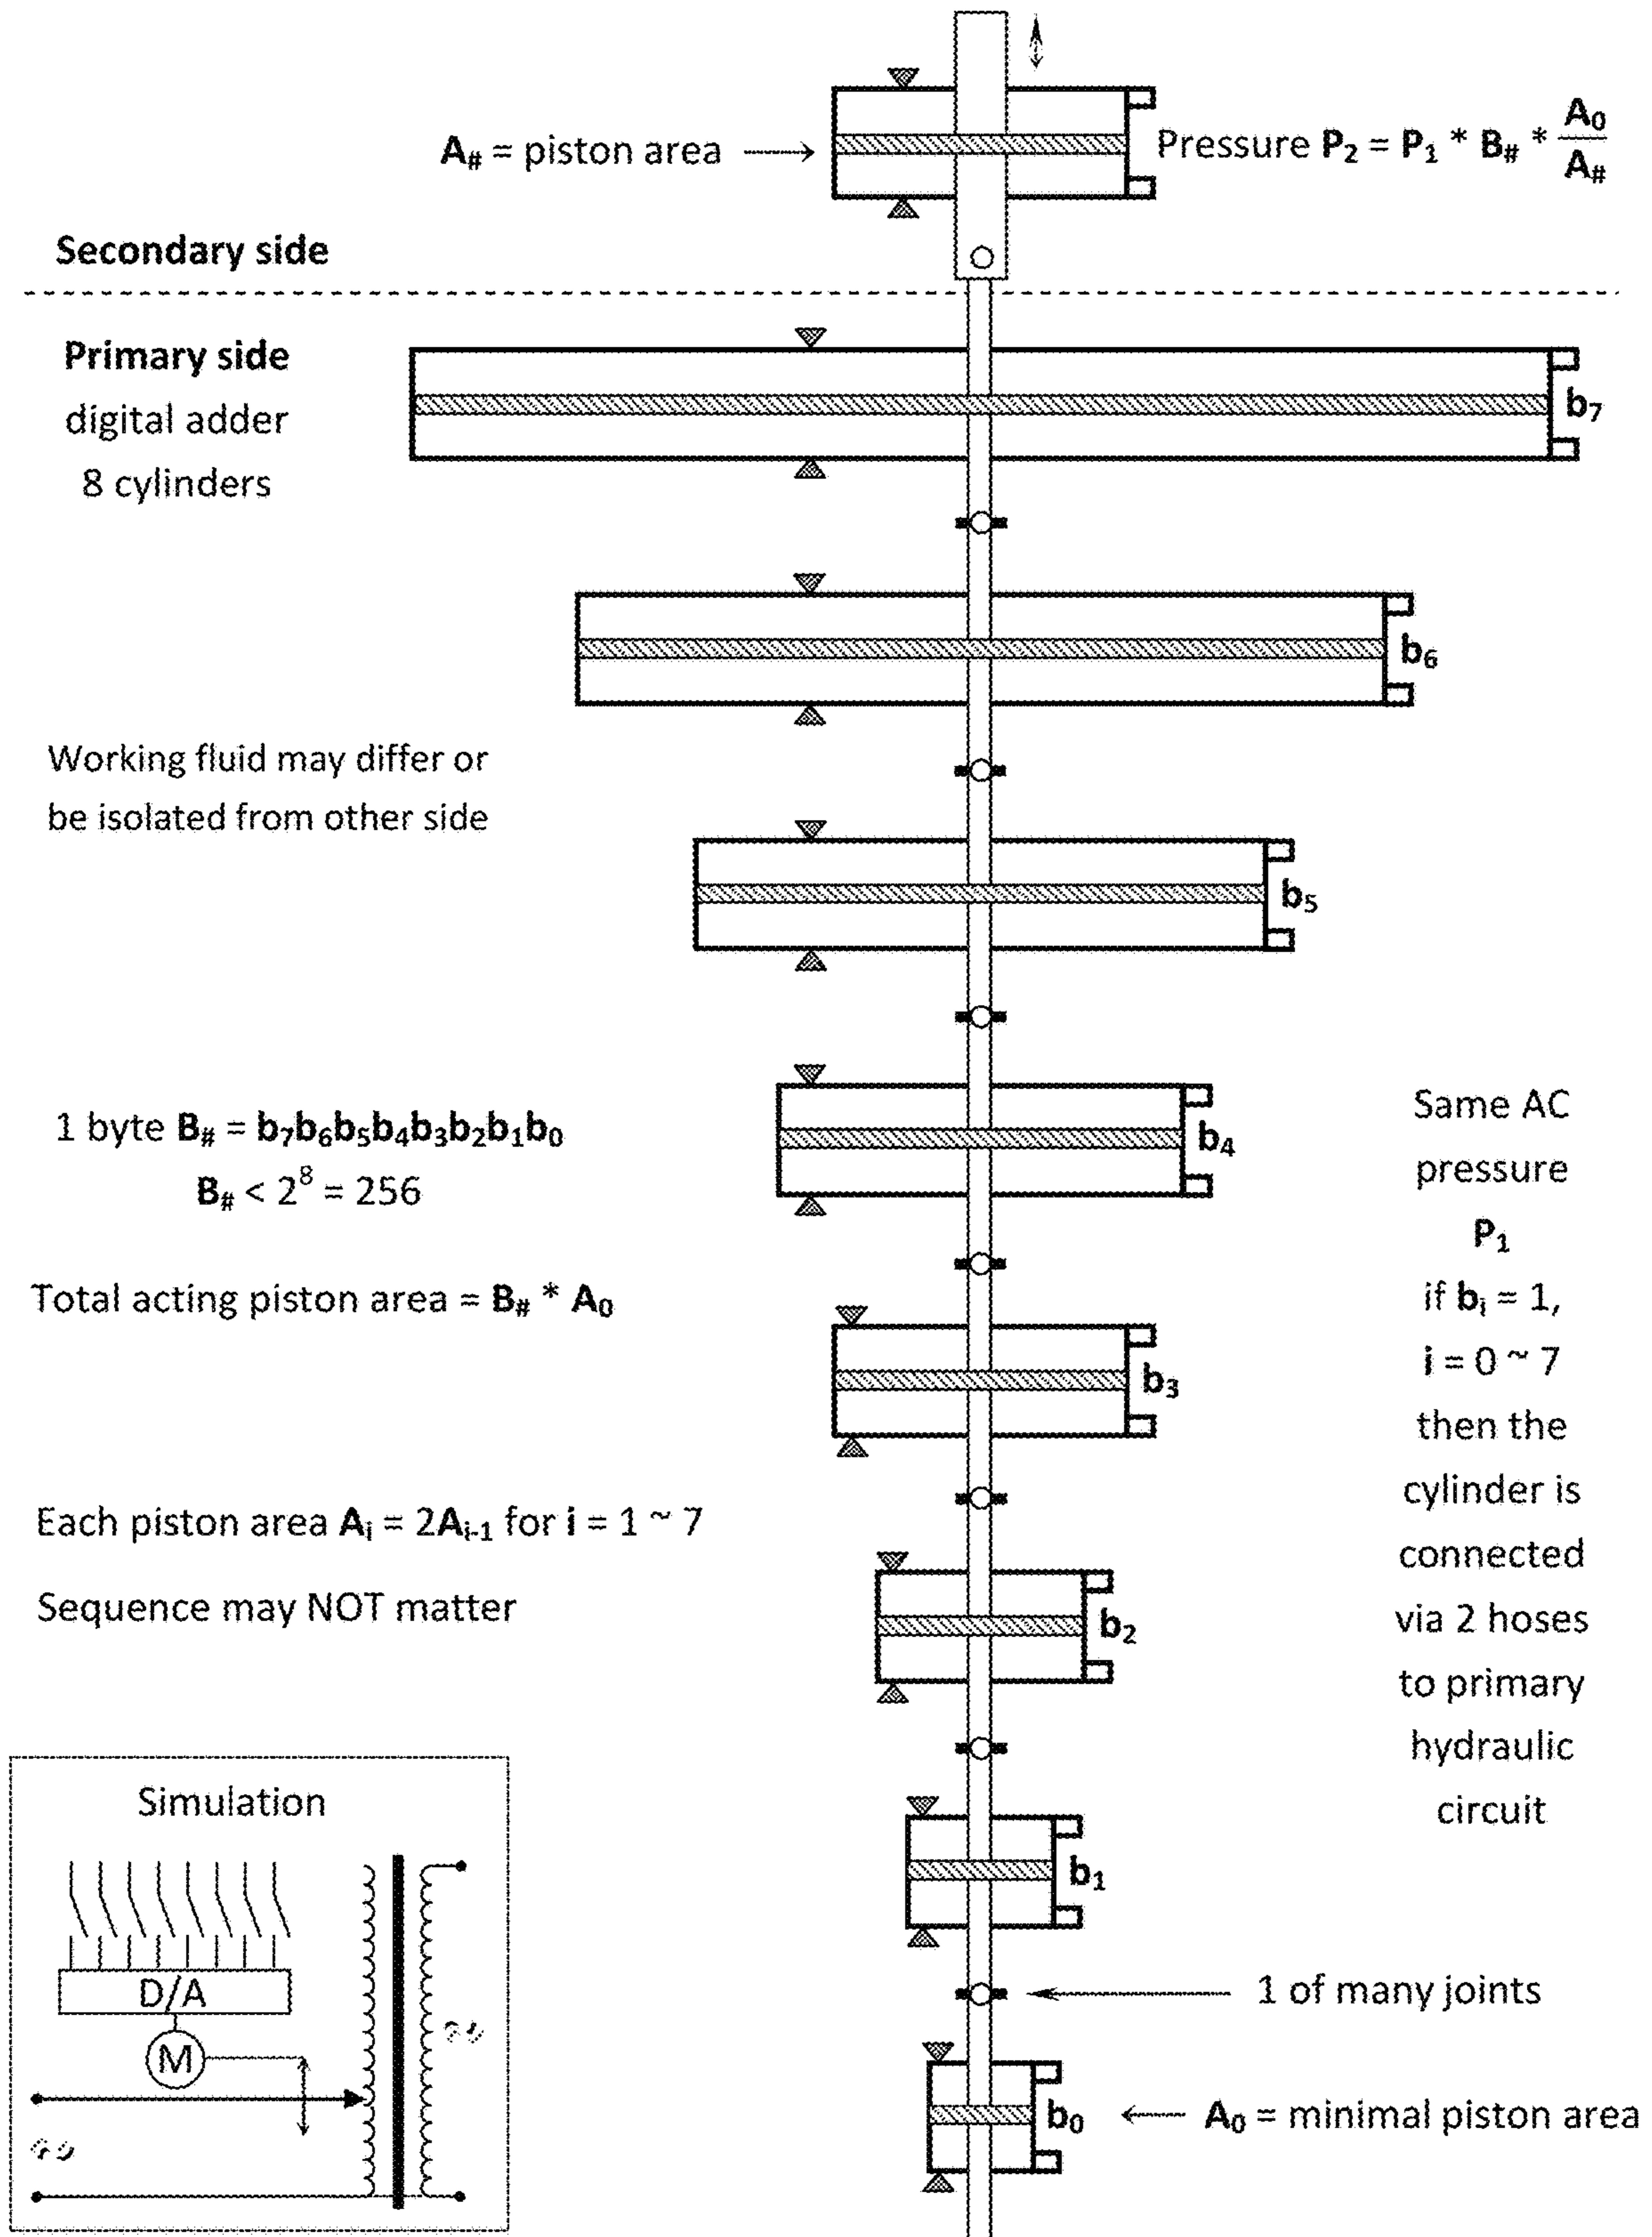 A# = piston area
Pressure P₂ = P₁ * B# * A₀/A#
Secondary side
Primary side
digital adder
8 cylinders
b₇
b₆
Working fluid may differ or
be isolated from other side
b₅
1 byte B# = b₇b₆b₅b₄b₃b₂b₁b₀
B# < 2⁸ = 256
b₄
Total acting piston area = B# * A₀
b₃
Each piston area Aᵢ = 2Aᵢ₋₁ for i = 1 ~ 7
Sequence may NOT matter
b₂
Same AC
pressure
P₁
if bᵢ = 1,
i = 0 ~ 7
then the
cylinder is
connected
via 2 hoses
to primary
hydraulic
circuit
b₁
1 of many joints
b₀
A₀ = minimal piston area
Simulation
D/A
M